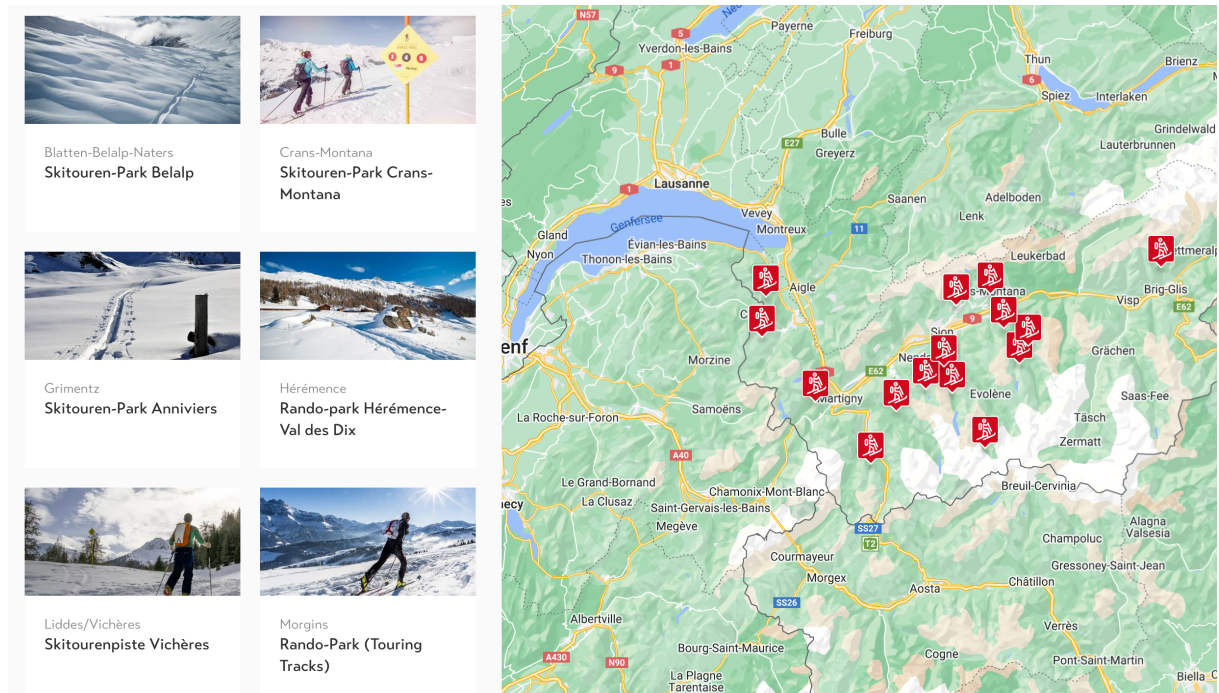 Blatten-Belalp-Naters
Skitouren-Park Belalp
Crans-Montana
Skitouren-Park Crans-
Montana
Grimentz
Skitouren-Park Anniviers
Hérémence
Rando-park Hérémence-
Val des Dix
Liddes/Vichères
Skitourenpiste Vichères
Morgins
Rando-Park (Touring
Tracks)
N57
5
Payerne
Freiburg
Yverdon-les-Bains
9
1
Thun
Brienz
6
Spiez
Interlaken
Bulle
E27
Greyerz
Grindelwald
Lauterbrunnen
1
Lausanne
Saanen
Adelboden
Lenk
Genfersee
Vevey
Montreux
11
Gland
Nyon
Évian-les-Bains
Thonon-les-Bains
Leukerbad
ettmeralp
Aigle
s-Montana
Brig-Glis
Visp
E62
9
Sion
enf
Morzine
Grächen
E62
Martigny
Evolène
Saas-Fee
Samoëns
Täsch
La Roche-sur-Foron
Zermatt
A40
Le Grand-Bornand
Chamonix-Mont-Blanc
Breuil-Cervinia
La Clusaz
Saint-Gervais-les-Bains
ecy
Megève
SS27
T2
Alagna
Valsesia
Champoluc
Courmayeur
Gressoney-Saint-Jean
Morgex
Aosta
Châtillon
SS26
Albertville
Verrès
Bourg-Saint-Maurice
Cogne
A430
N90
Pont-Saint-Martin
La Plagne
Tarentaise
Biella